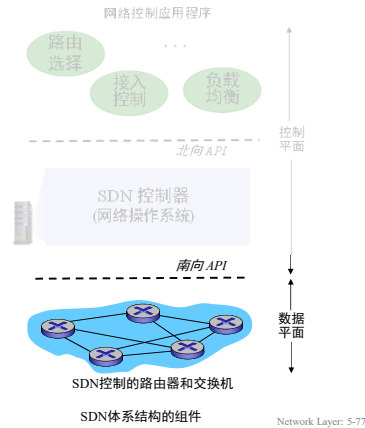 网络控制应用程序
路由
选择
. . .
接入
控制
负载
均衡
控制
平面
北向 API
SDN 控制器
(网络操作系统)
南向 API
数据
平面
SDN控制的路由器和交换机
SDN体系结构的组件
Network Layer: 5-77